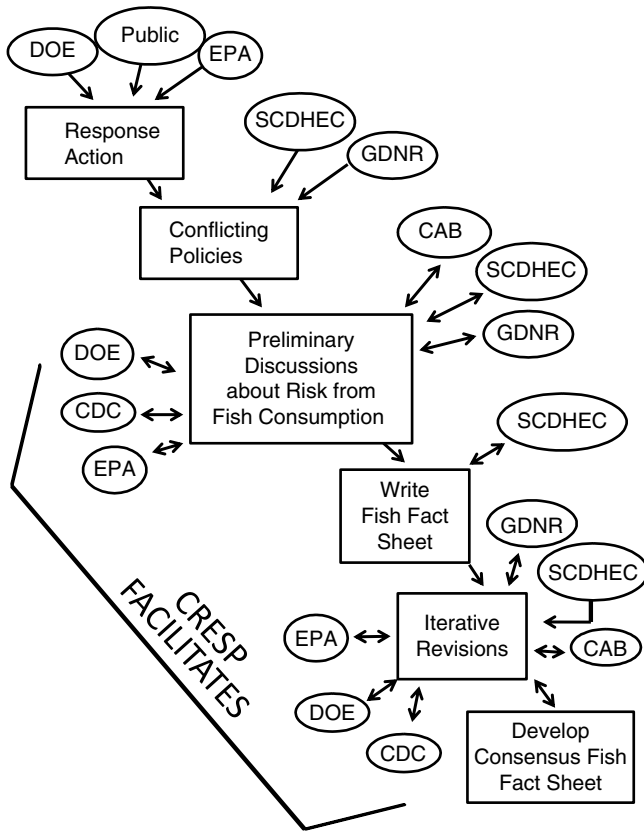 DOE
Public
EPA
Response
Action
SCDHEC
GDNR
Conflicting
Policies
CAB
SCDHEC
GDNR
Preliminary
Discussions
about Risk from
Fish Consumption
DOE
CDC
EPA
SCDHEC
Write
Fish Fact
Sheet
GDNR
SCDHEC
Iterative
Revisions
EPA
CAB
DOE
CDC
Develop
Consensus Fish
Fact Sheet
CRESP
FACILITATES